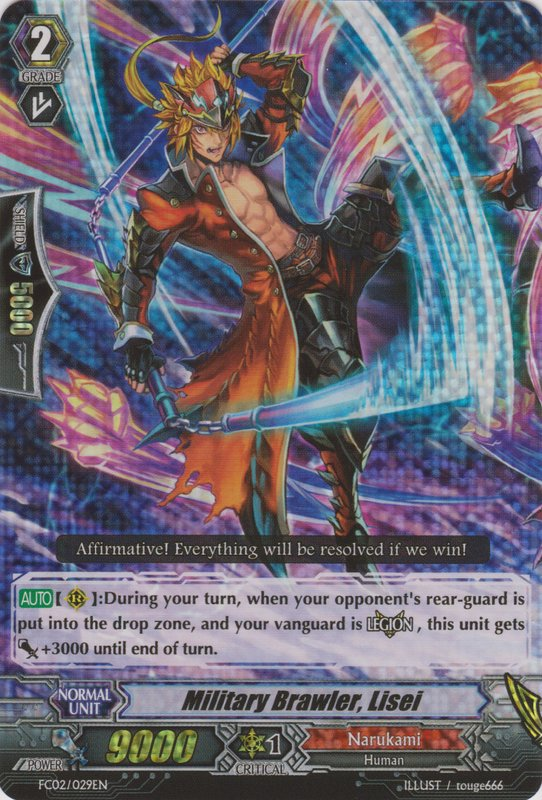 2
GRADE
SHIELD
5000
Affirmative! Everything will be resolved if we win!
AUTO [ R ]:During your turn, when your opponent's rear-guard is
put into the drop zone, and your vanguard is LEGION , this unit gets
+3000 until end of turn.
NORMAL
UNIT
Military Brawler, Lisei
POWER
9000
1
CRITICAL
Narukami
Human
FC02/029EN
ILLUST / touge666